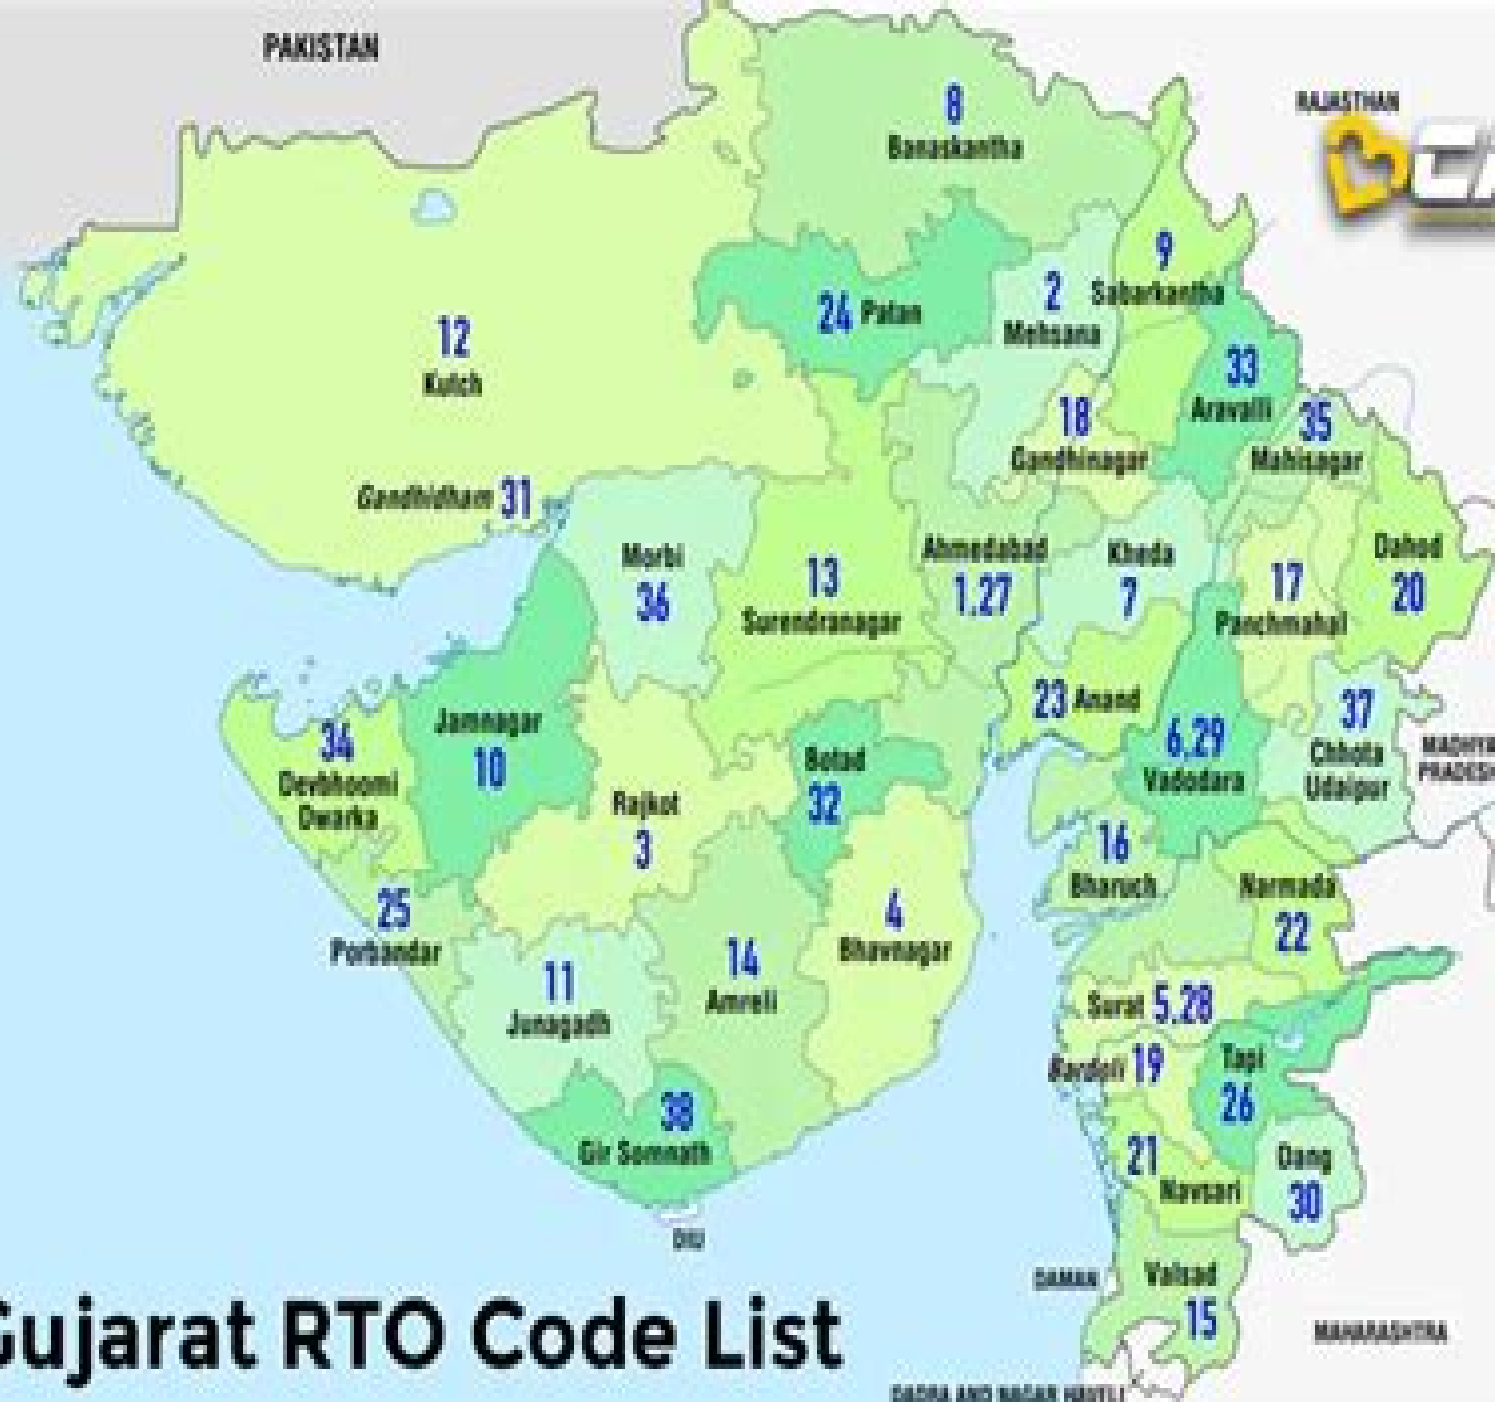 PAKISTAN
8
Banaskantha
RAJASTHAN
9
Sabarkantha
2
Mehsana
24 Patan
12
Kutch
33
Aravalli
18
Gandhinagar
35
Mahisagar
Gandhidham 31
Morbi
36
13
Surendranagar
Ahmedabad
1.27
Kheda
7
17
Panchmahal
Dahod
20
23 Anand
6.29
Vadodara
37
Chhota
Udaipur
MADHYA
PRADESH
34
Devbhoomi
Dwarka
Jamnagar
10
Rajkot
3
Botad
32
16
Bharuch
Narmada
22
25
Porbandar
11
Junagadh
14
Amreli
4
Bhavnagar
Surat 5.28
Bardoli 19
Tapi
26
38
Gir Somnath
21
Navsari
Dang
30
DIU
DAMAN
Valsad
15
MAHARASHTRA
Gujarat RTO Code List
DADRA AND NAGAR HAVELI